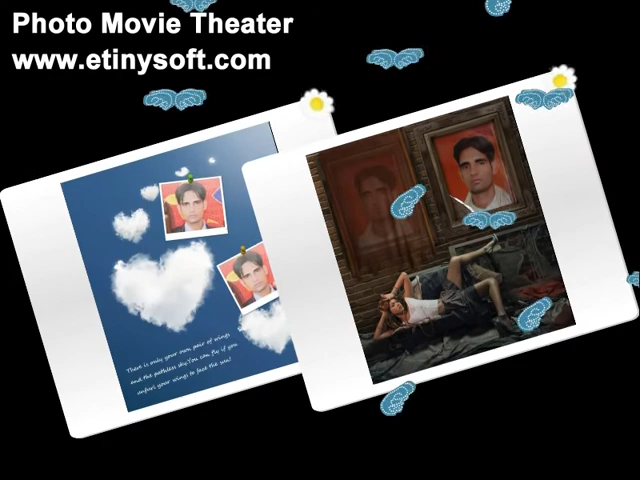 Photo Movie Theater
www.etinysoft.com
There is only your own pair of wings
and the pathless sky.You can fly if you
unfurl your wings to face the sun!